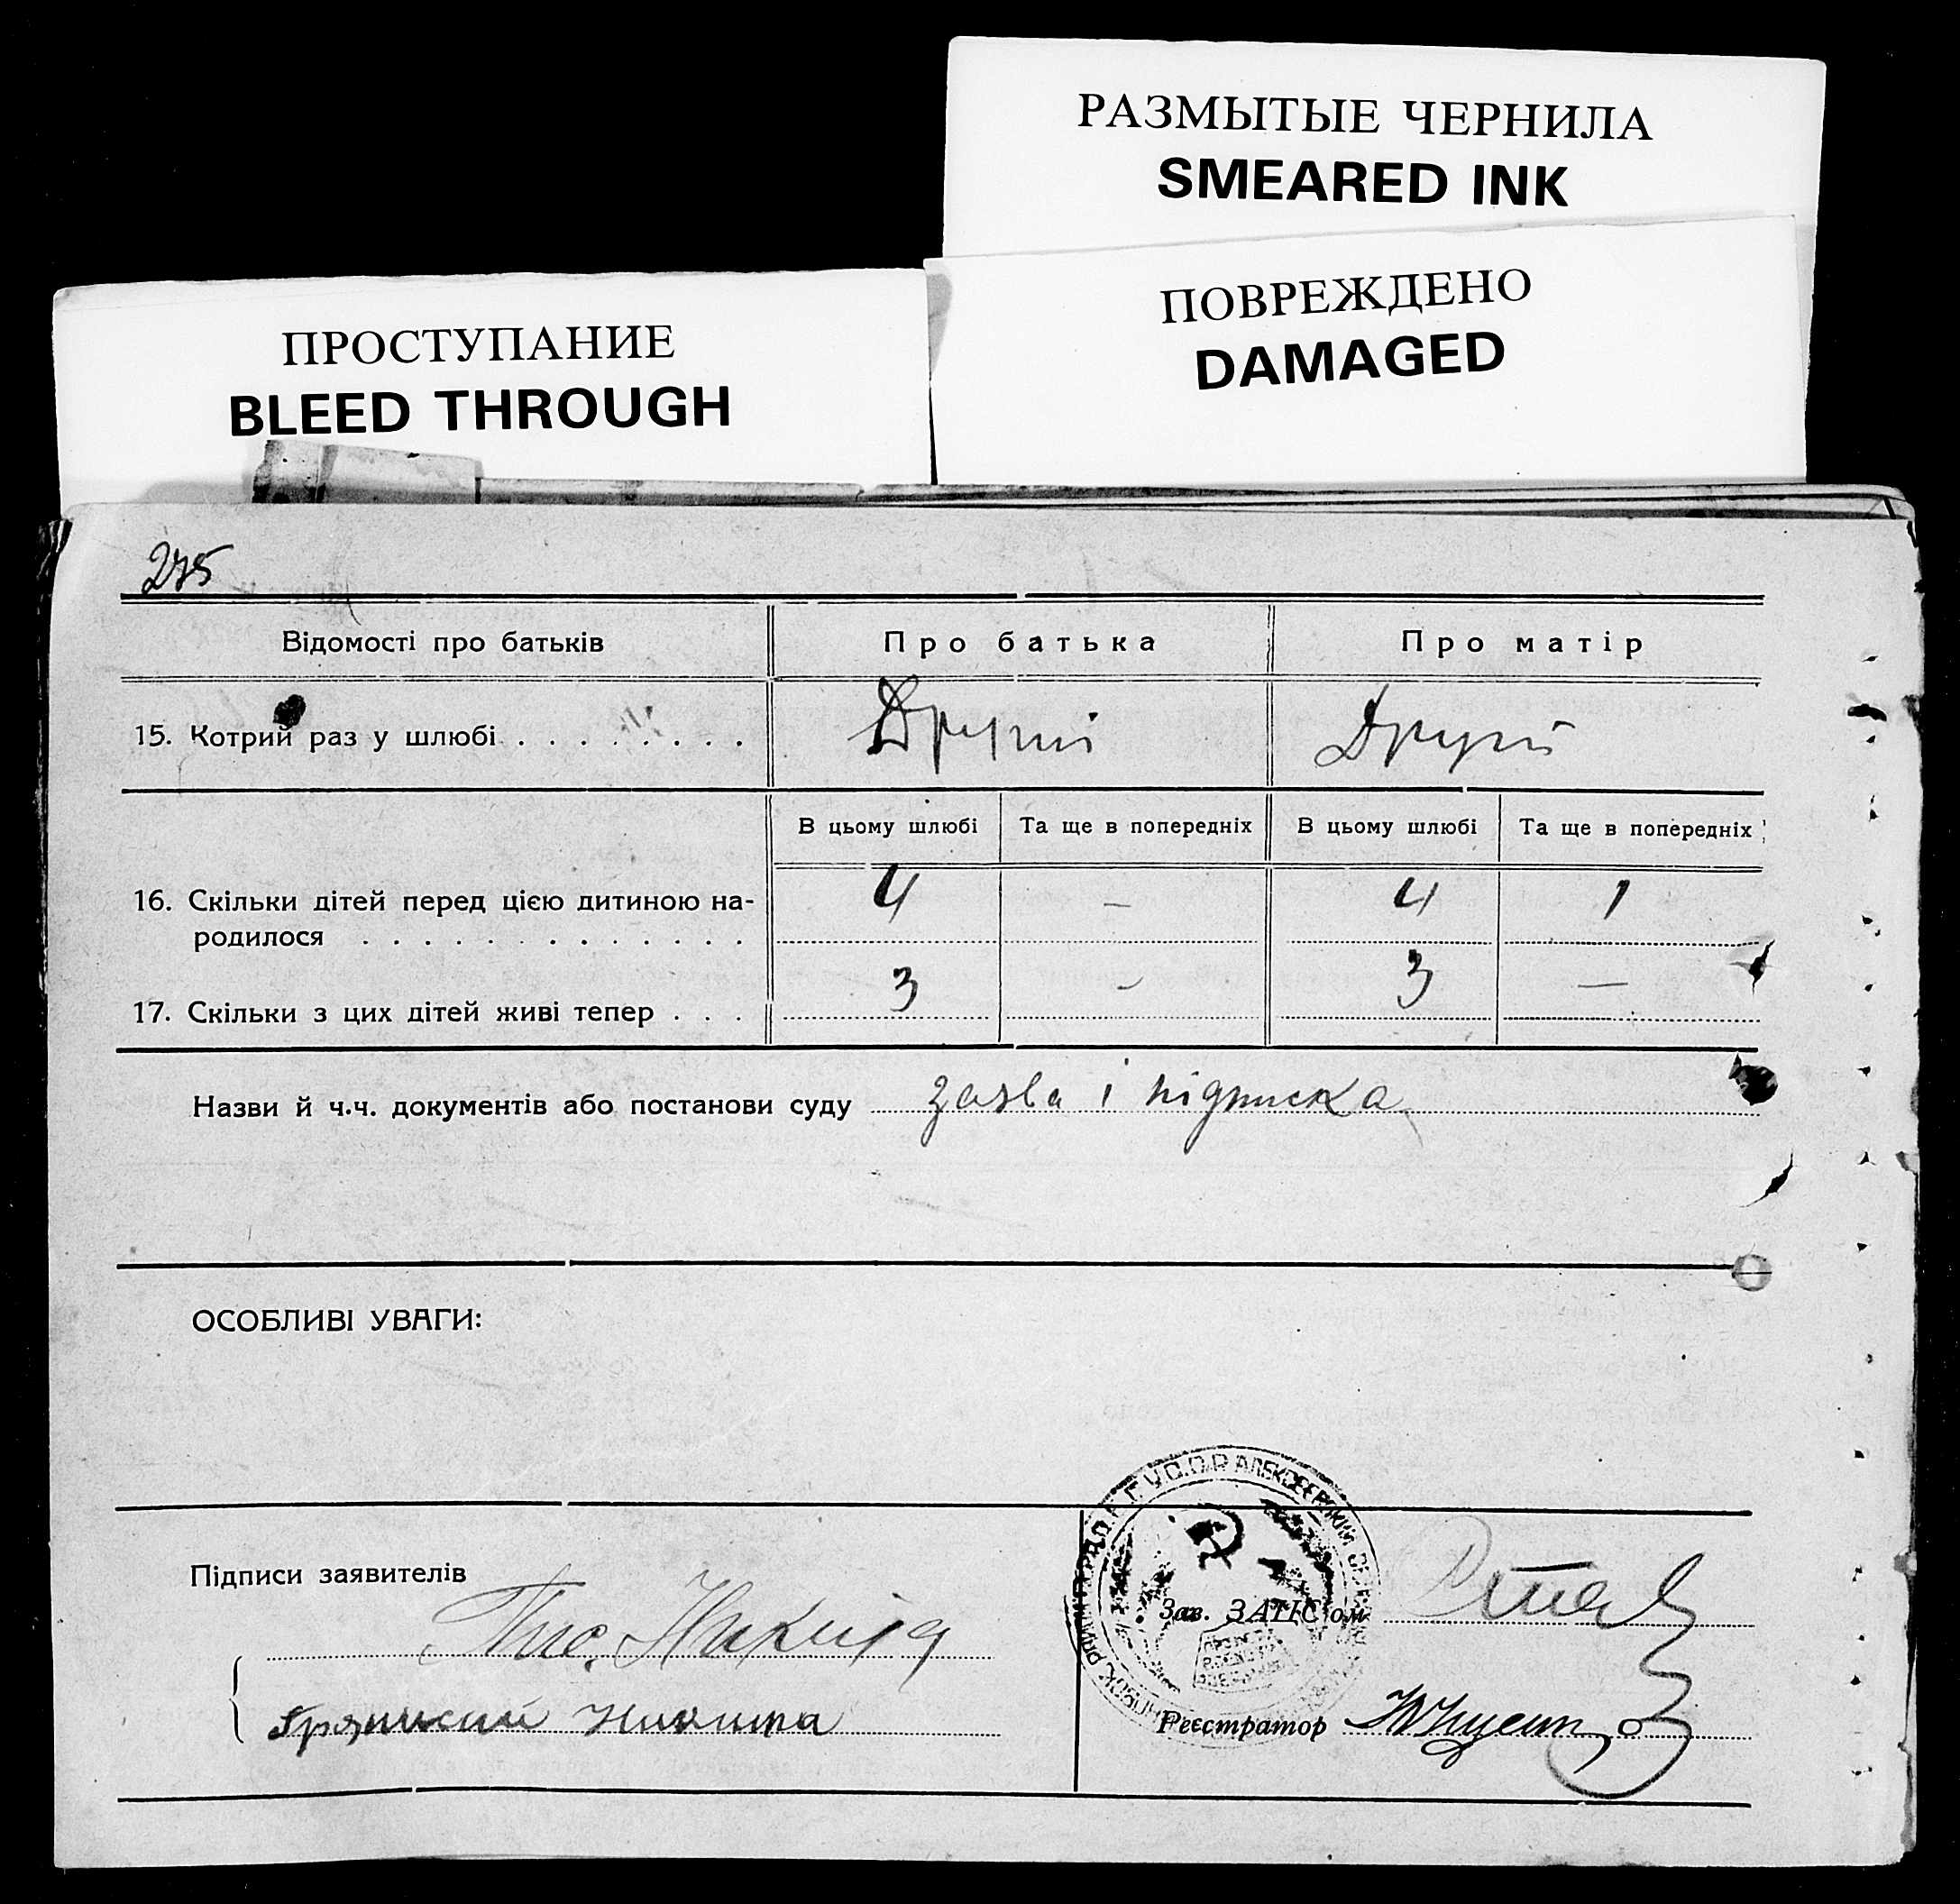 РАЗМЫТЫЕ ЧЕРНИЛА
SMEARED INK
ПОВРЕЖДЕНО
DAMAGED
ПРОСТУПАНИЕ
BLEED THROUGH
275
Відомості про батьків
Про батька
Про матір
15. Котрий раз у шлюбі
Другий
Другий
В цьому шлюбі
Та ще в попередніх
В цьому шлюбі
Та ще в попередніх
16. Скільки дітей перед цією дитиною на-
родилося
4
–
4
1
17. Скільки з цих дітей живі тепер
3
–
3
–
Назви й ч.ч. документів або постанови суду заява і підписка
ОСОБЛИВІ УВАГИ:
Підписи заявителів
Зав. ЗАГС'ом
Никита
Реєстратор
У.С.С.Р.